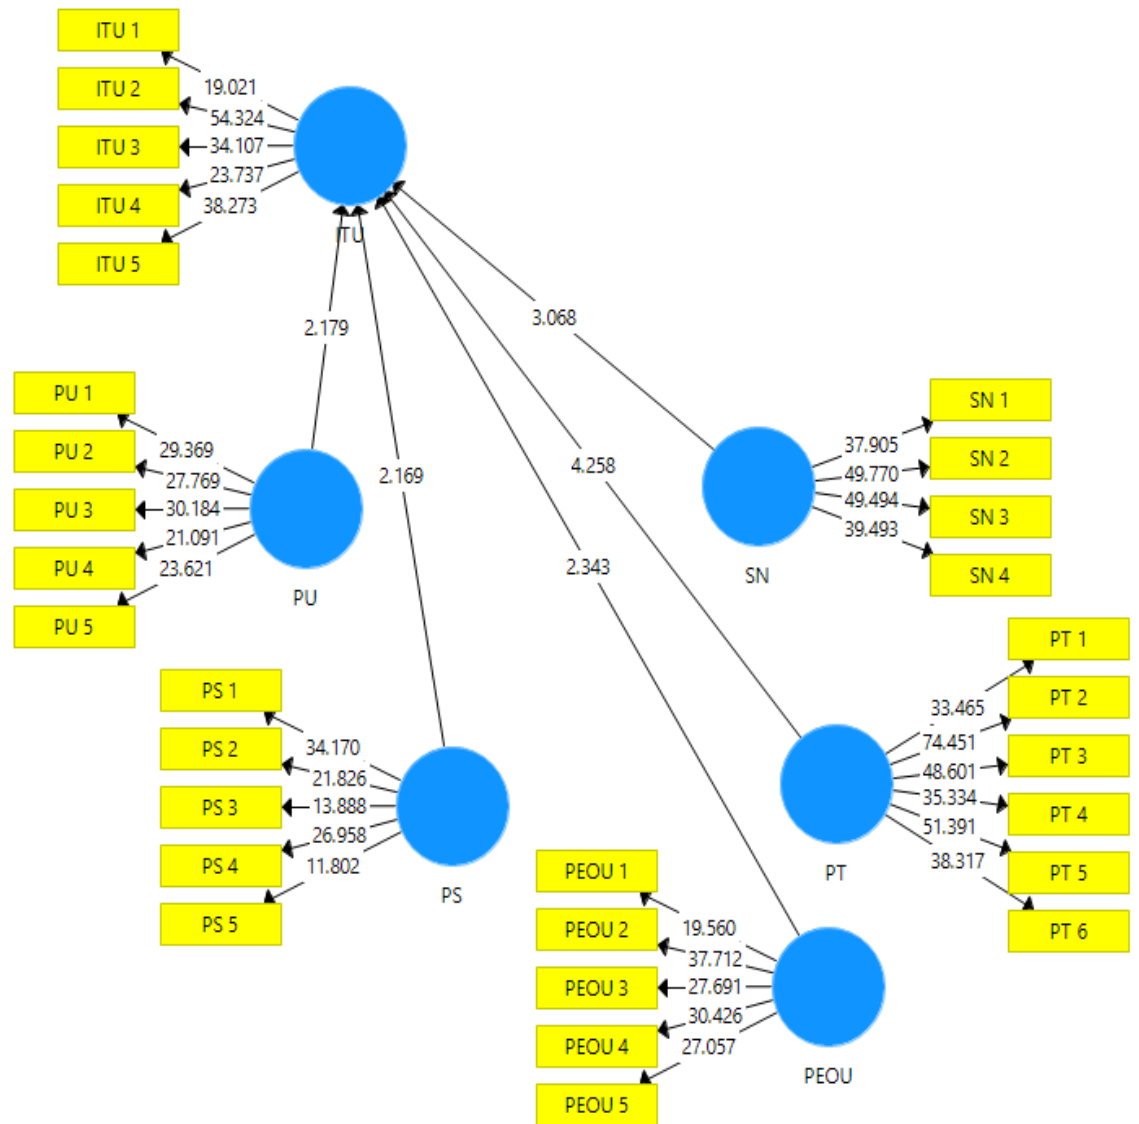 ITU 1
ITU 2
ITU 3
ITU 4
ITU 5
19.021
54.324
34.107
23.737
38.273
ITU
2.179
2.169
3.068
4.258
2.343
PU 1
PU 2
PU 3
PU 4
PU 5
29.369
27.769
30.184
21.091
23.621
PU
SN 1
SN 2
SN 3
SN 4
37.905
49.770
49.494
39.493
SN
PS 1
PS 2
PS 3
PS 4
PS 5
34.170
21.826
13.888
26.958
11.802
PS
PT 1
PT 2
PT 3
PT 4
PT 5
PT 6
33.465
74.451
48.601
35.334
51.391
38.317
PT
PEOU 1
PEOU 2
PEOU 3
PEOU 4
PEOU 5
19.560
37.712
27.691
30.426
27.057
PEOU